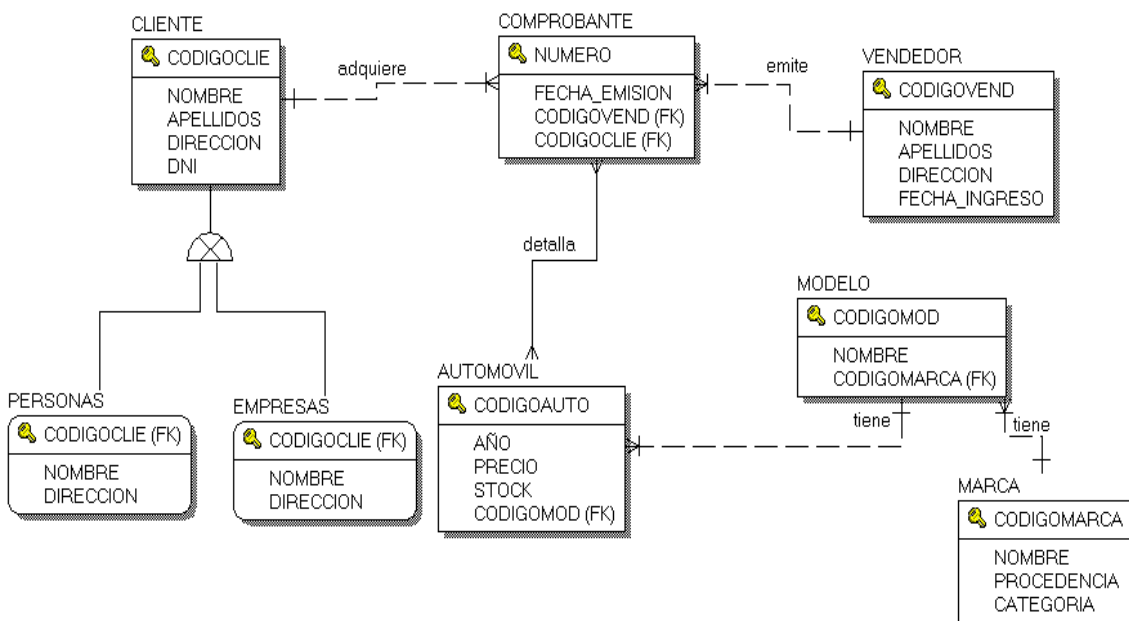 CLIENTE
CODIGOCLIE
NOMBRE
APELLIDOS
DIRECCION
DNI
adquiere
COMPROBANTE
NUMERO
FECHA_EMISION
CODIGOVEND (FK)
CODIGOCLIE (FK)
emite
VENDEDOR
CODIGOVEND
NOMBRE
APELLIDOS
DIRECCION
FECHA_INGRESO
detalla
MODELO
CODIGOMOD
NOMBRE
CODIGOMARCA (FK)
tiene
tiene
PERSONAS
CODIGOCLIE (FK)
NOMBRE
DIRECCION
EMPRESAS
CODIGOCLIE (FK)
NOMBRE
DIRECCION
AUTOMOVIL
CODIGOAUTO
AÑO
PRECIO
STOCK
CODIGOMOD (FK)
MARCA
CODIGOMARCA
NOMBRE
PROCEDENCIA
CATEGORIA